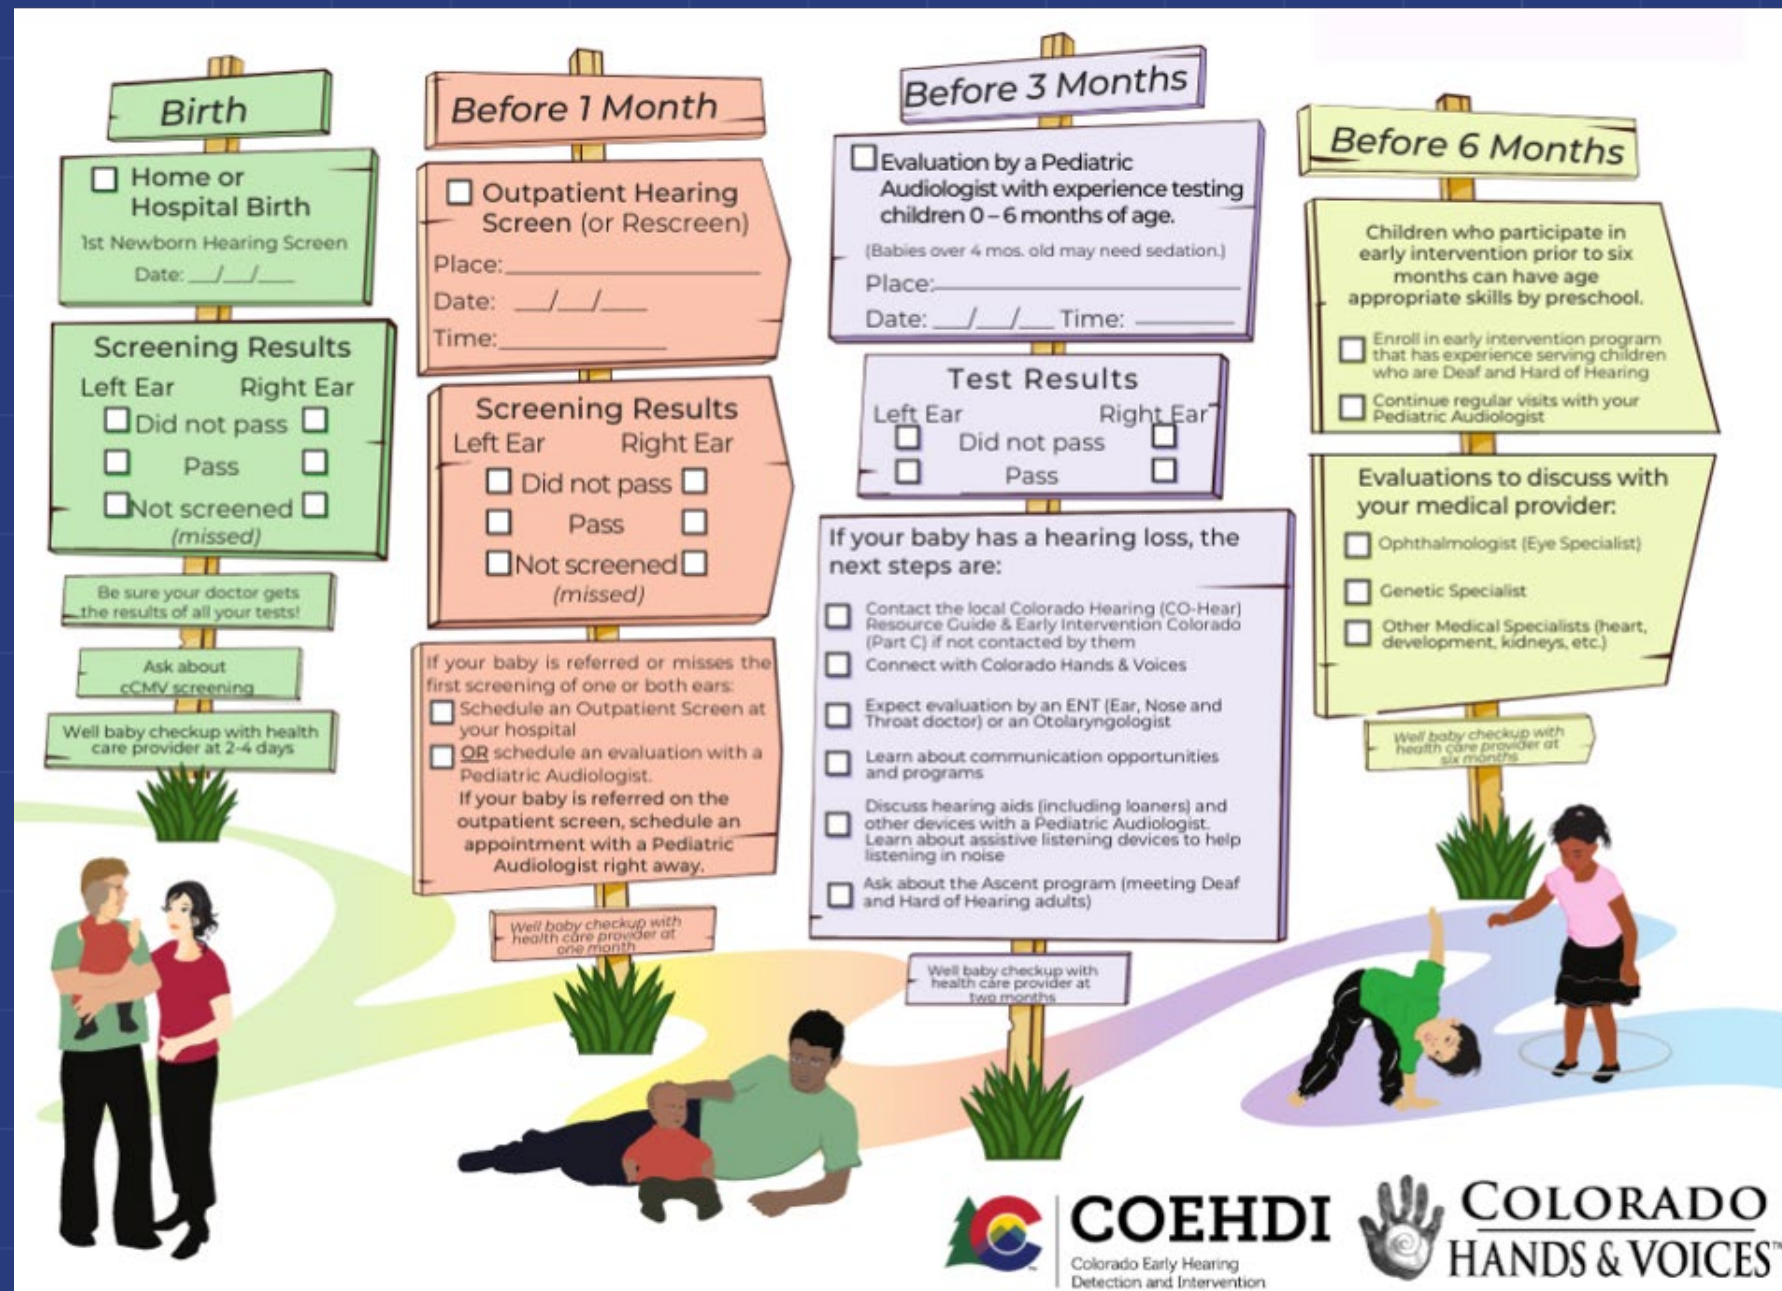 Birth
Home or
Hospital Birth
1st Newborn Hearing Screen
Date: __/__/___
Screening Results
Left Ear Right Ear
Did not pass
Pass
Not screened
(missed)
Be sure your doctor gets
the results of all your tests!
Ask about
cCMV screening
Well baby checkup with health
care provider at 2-4 days
Before 1 Month
Outpatient Hearing
Screen (or Rescreen)
Place:
Date: __/__/___
Time:
Screening Results
Left Ear Right Ear
Did not pass
Pass
Not screened
(missed)
If your baby is referred or misses the
first screening of one or both ears:
Schedule an Outpatient Screen at
your hospital
OR schedule an evaluation with a
Pediatric Audiologist.
If your baby is referred on the
outpatient screen, schedule an
appointment with a Pediatric
Audiologist right away.
Well baby checkup with
health care provider at
one month
Before 3 Months
Evaluation by a Pediatric
Audiologist with experience testing
children 0 – 6 months of age.
(Babies over 4 mos. old may need sedation.)
Place:
Date: __/__/___ Time:
Test Results
Left Ear Right Ear
Did not pass
Pass
If your baby has a hearing loss, the
next steps are:
Contact the local Colorado Hearing (CO-Hear)
Resource Guide & Early Intervention Colorado
(Part C) if not contacted by them
Connect with Colorado Hands & Voices
Expect evaluation by an ENT (Ear, Nose and
Throat doctor) or an Otolaryngologist
Learn about communication opportunities
and programs
Discuss hearing aids (including loaners) and
other devices with a Pediatric Audiologist.
Learn about assistive listening devices to help
listening in noise
Ask about the Ascent program (meeting Deaf
and Hard of Hearing adults)
Well baby checkup with
health care provider at
two months
Before 6 Months
Children who participate in
early intervention prior to six
months can have age
appropriate skills by preschool.
Enroll in early intervention program
that has experience serving children
who are Deaf and Hard of Hearing
Continue regular visits with your
Pediatric Audiologist
Evaluations to discuss with
your medical provider:
Ophthalmologist (Eye Specialist)
Genetic Specialist
Other Medical Specialists (heart,
development, kidneys, etc.)
Well baby checkup with
health care provider at
six months
COEHDI
Colorado Early Hearing
Detection and Intervention
COLORADO
HANDS & VOICES™